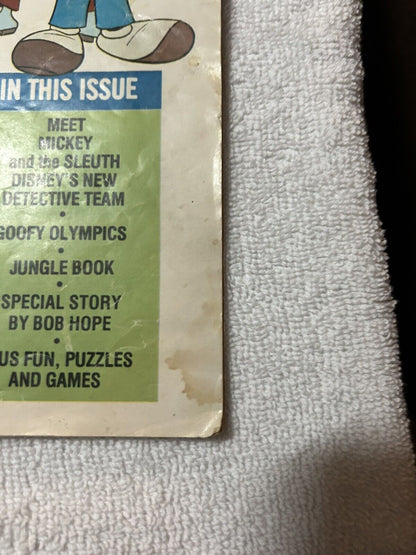 IN THIS ISSUE
MEET
MICKEY
and the SLEUTH
DISNEY'S NEW
DETECTIVE TEAM
•
GOOFY OLYMPICS
•
JUNGLE BOOK
•
SPECIAL STORY
BY BOB HOPE
•
US FUN, PUZZLES
AND GAMES